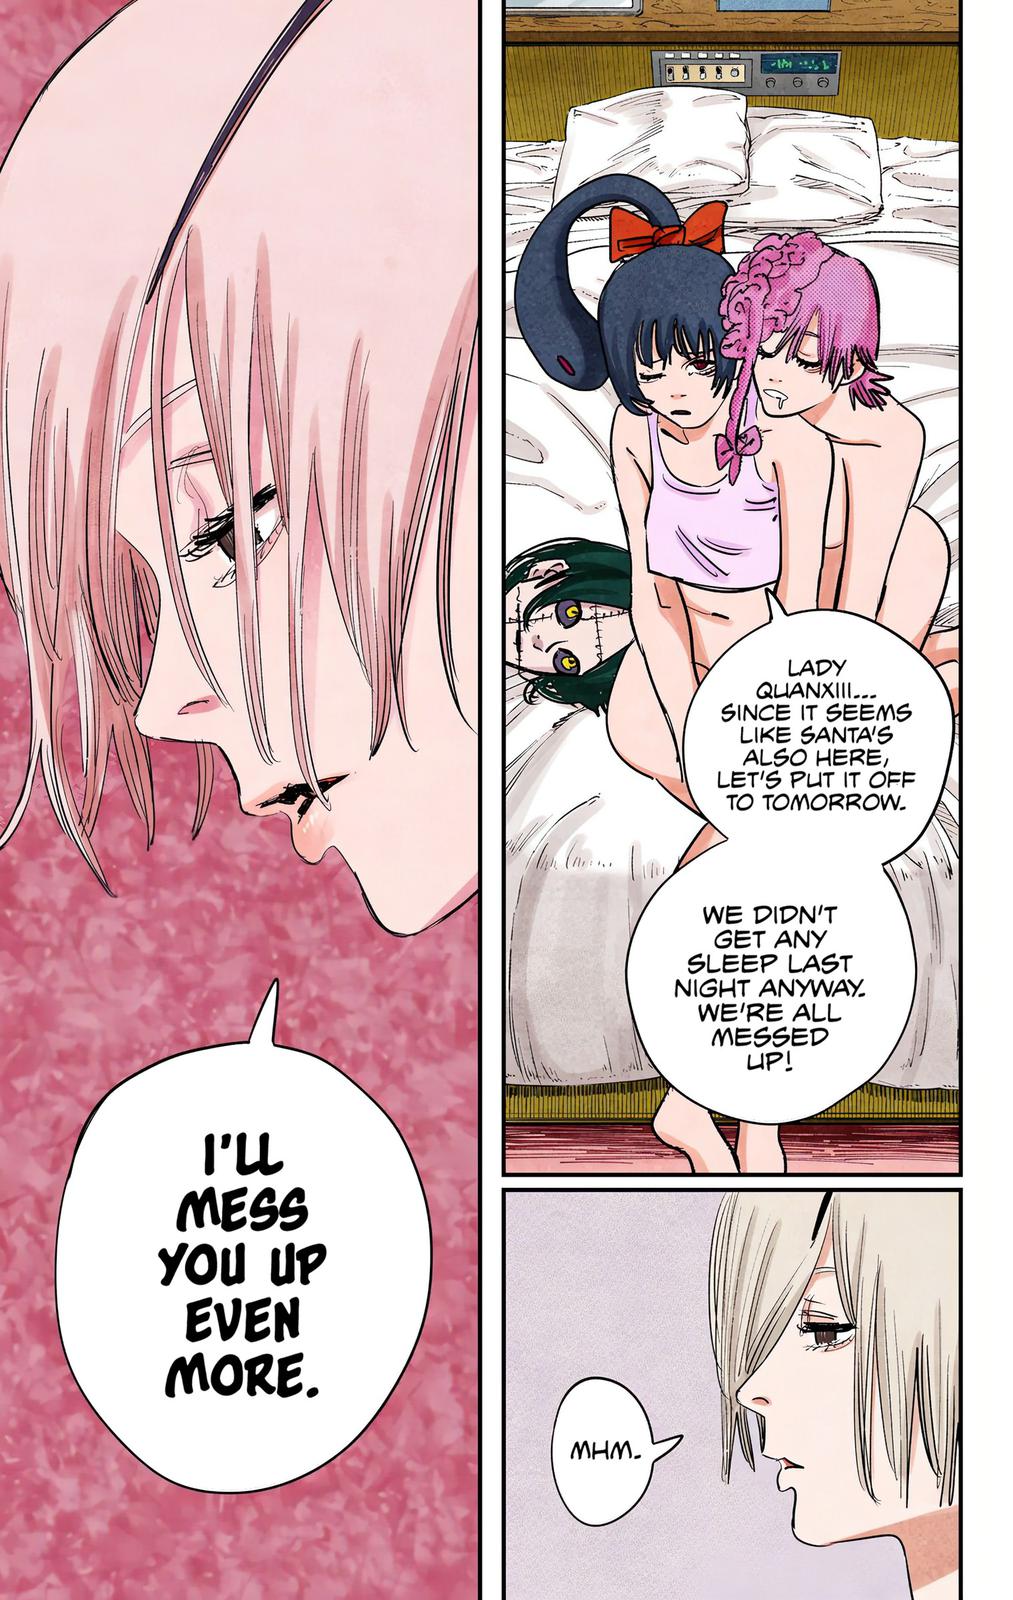 LADY
QUANXIII...
SINCE IT SEEMS
LIKE SANTA'S
ALSO HERE,
LET'S PUT IT OFF
TO TOMORROW.
WE DIDN'T
GET ANY
SLEEP LAST
NIGHT ANYWAY.
WE'RE ALL
MESSED
UP!
MHM.
I'LL
MESS
YOU UP
EVEN
MORE.